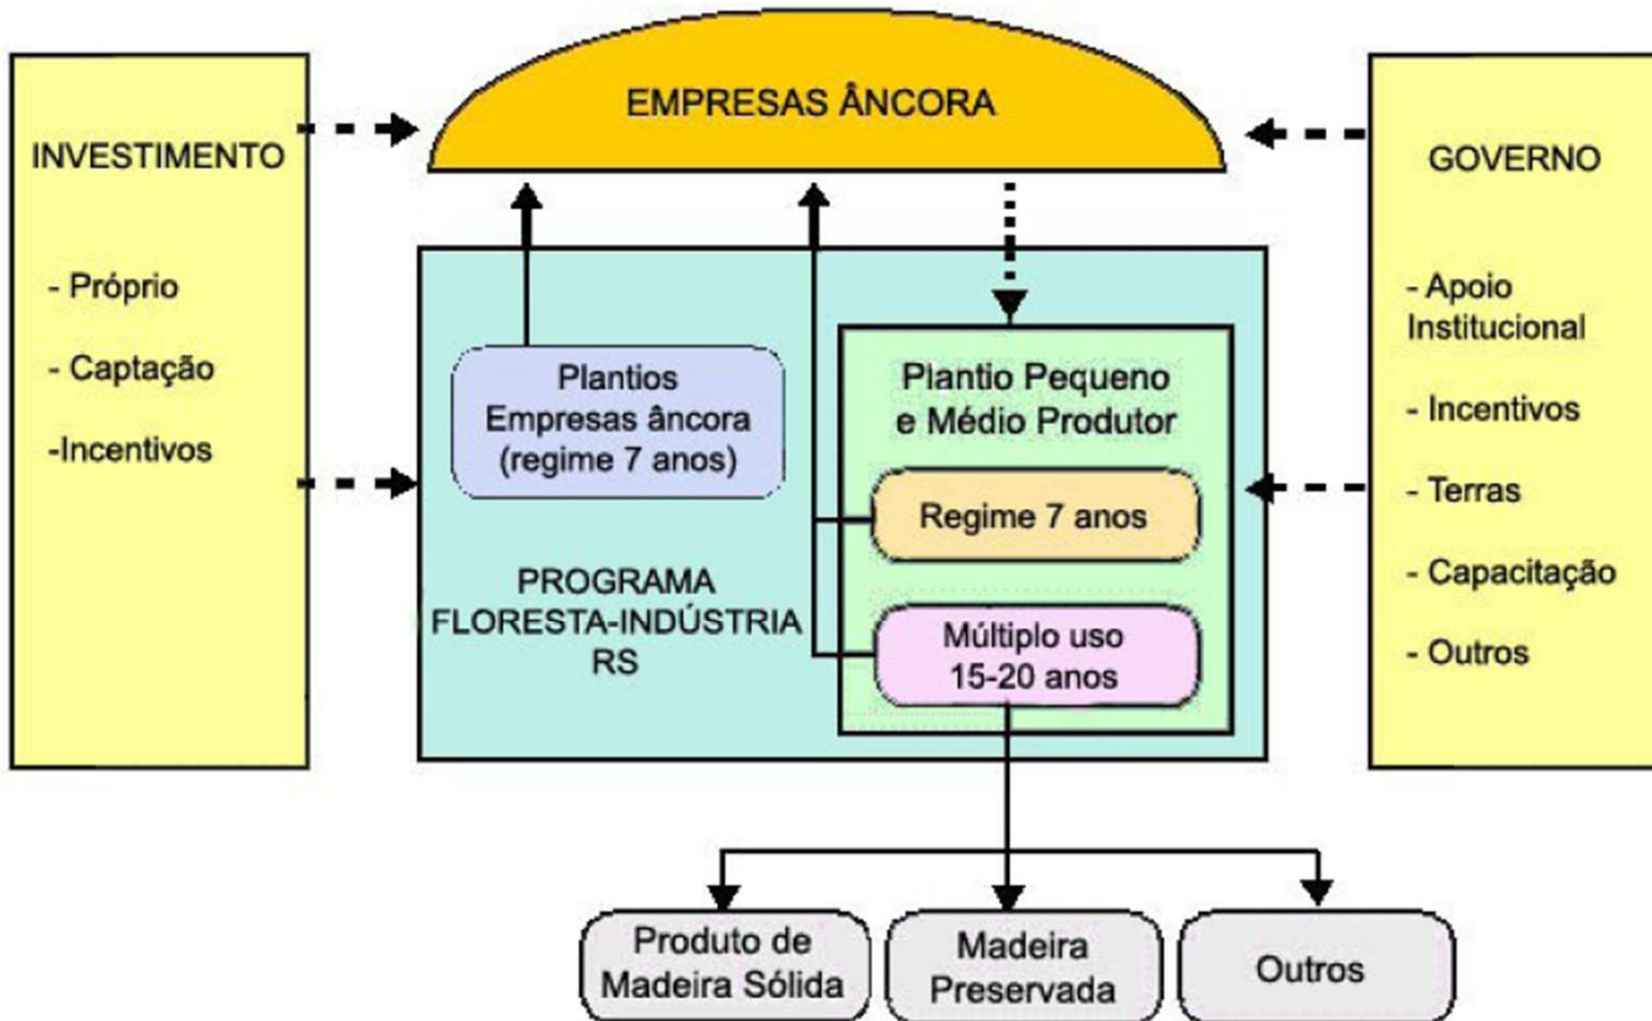 EMPRESAS ÂNCORA
INVESTIMENTO
- Próprio
- Captação
-Incentivos
GOVERNO
- Apoio
Institucional
- Incentivos
- Terras
- Capacitação
- Outros
Plantios
Empresas âncora
(regime 7 anos)
PROGRAMA
FLORESTA-INDÚSTRIA
RS
Plantio Pequeno
e Médio Produtor
Regime 7 anos
Múltiplo uso
15-20 anos
Produto de
Madeira Sólida
Madeira
Preservada
Outros